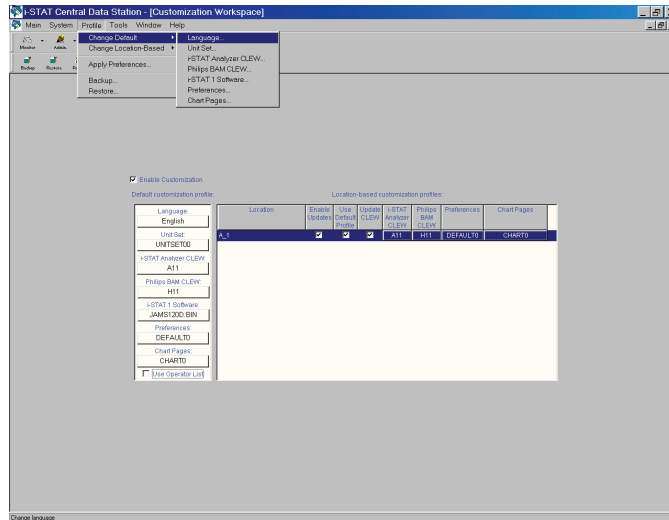 i-STAT Central Data Station - [Customization Workspace]
Main System Profile Tools Window Help
Change Default
Change Location-Based
Apply Preferences...
Backup...
Restore...
Language...
Unit Set...
i-STAT Analyzer CLEW...
Philips BAM CLEW...
i-STAT 1 Software...
Preferences...
Chart Pages...
Monitor Admin.
Backup Restore
Enable Customization
Default customization profile: Location-based customization profiles:
Language:
English
Unit Set:
UNITSET00
i-STAT Analyzer CLEW:
A11
Philips BAM CLEW:
H11
i-STAT 1 Software:
JAMS120D.BIN
Preferences:
DEFAULT0
Chart Pages:
CHART0
Use Operator List
Location Enable Updates Use Default Profile Update CLEW i-STAT Analyzer CLEW Philips BAM CLEW Preferences Chart Pages
A_1 A11 H11 DEFAULT0 CHART0
Change language